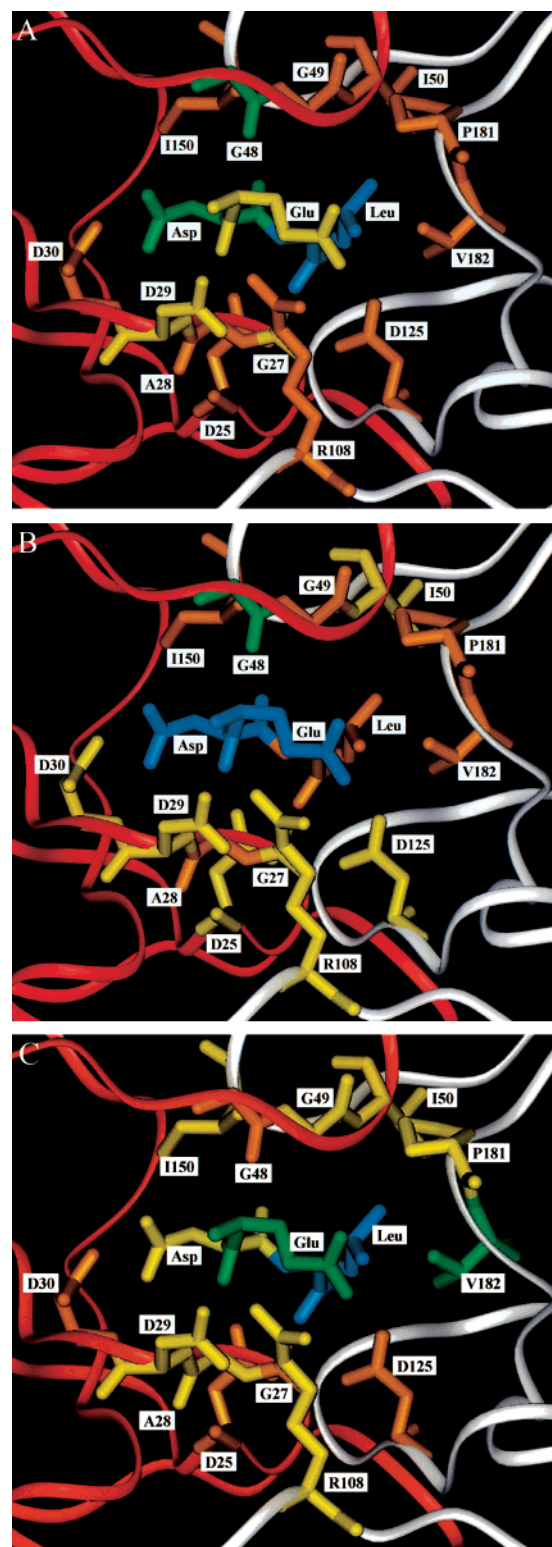 A
G49
I50
P181
I150
G48
Glu
Leu
Asp
D30
V182
D29
D125
G27
A28
D25
R108
B
G49
I50
P181
I150
G48
Glu
Leu
Asp
D30
V182
D29
D125
G27
A28
D25
R108
C
G49
I50
P181
I150
G48
Glu
Leu
Asp
D30
V182
D29
D125
G27
A28
D25
R108